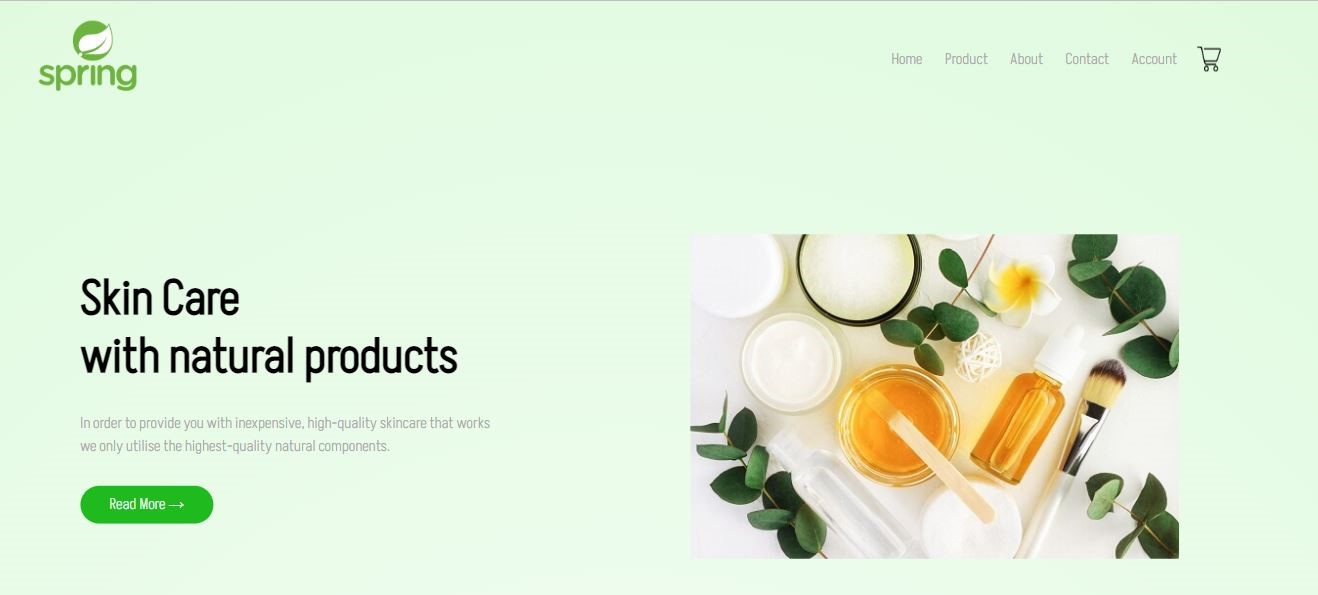 spring
Home Product About Contact Account
Skin Care
with natural products
In order to provide you with inexpensive, high-quality skincare that works
we only utilise the highest-quality natural components.
Read More →